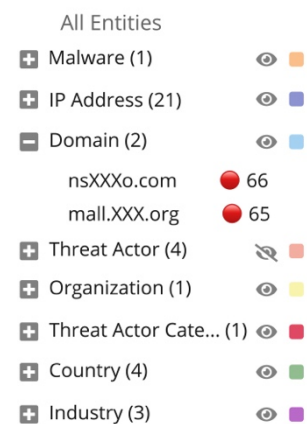 All Entities
Malware (1)
IP Address (21)
Domain (2)
nsXXXo.com 66
mall.XXX.org 65
Threat Actor (4)
Organization (1)
Threat Actor Cate... (1)
Country (4)
Industry (3)